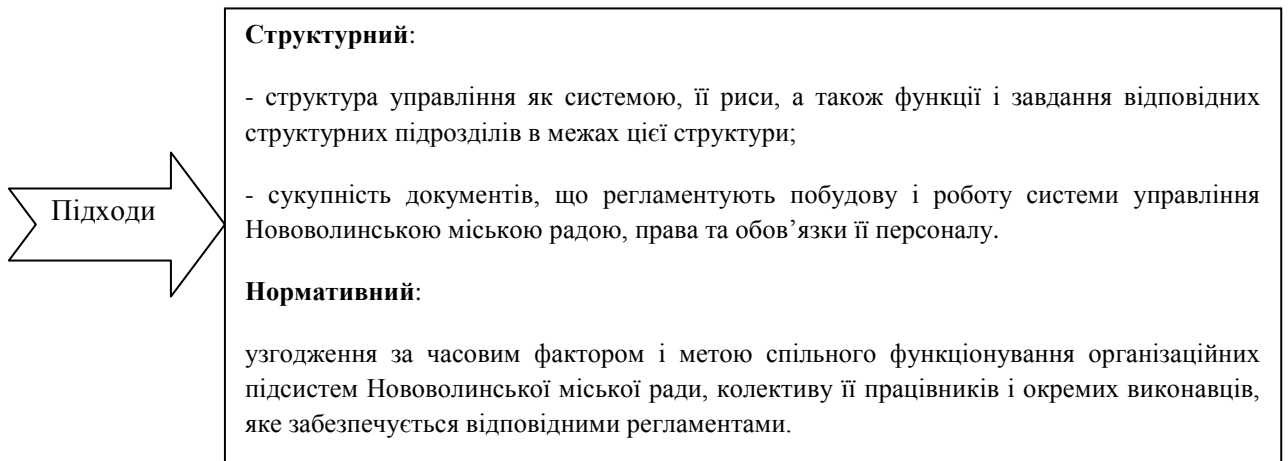 Підходи
Структурний:
- структура управління як системою, її риси, а також функції і завдання відповідних
структурних підрозділів в межах цієї структури;
- сукупність документів, що регламентують побудову і роботу системи управління
Нововолинською міською радою, права та обов’язки її персоналу.
Нормативний:
узгодження за часовим фактором і метою спільного функціонування організаційних
підсистем Нововолинської міської ради, колективу її працівників і окремих виконавців,
яке забезпечується відповідними регламентами.